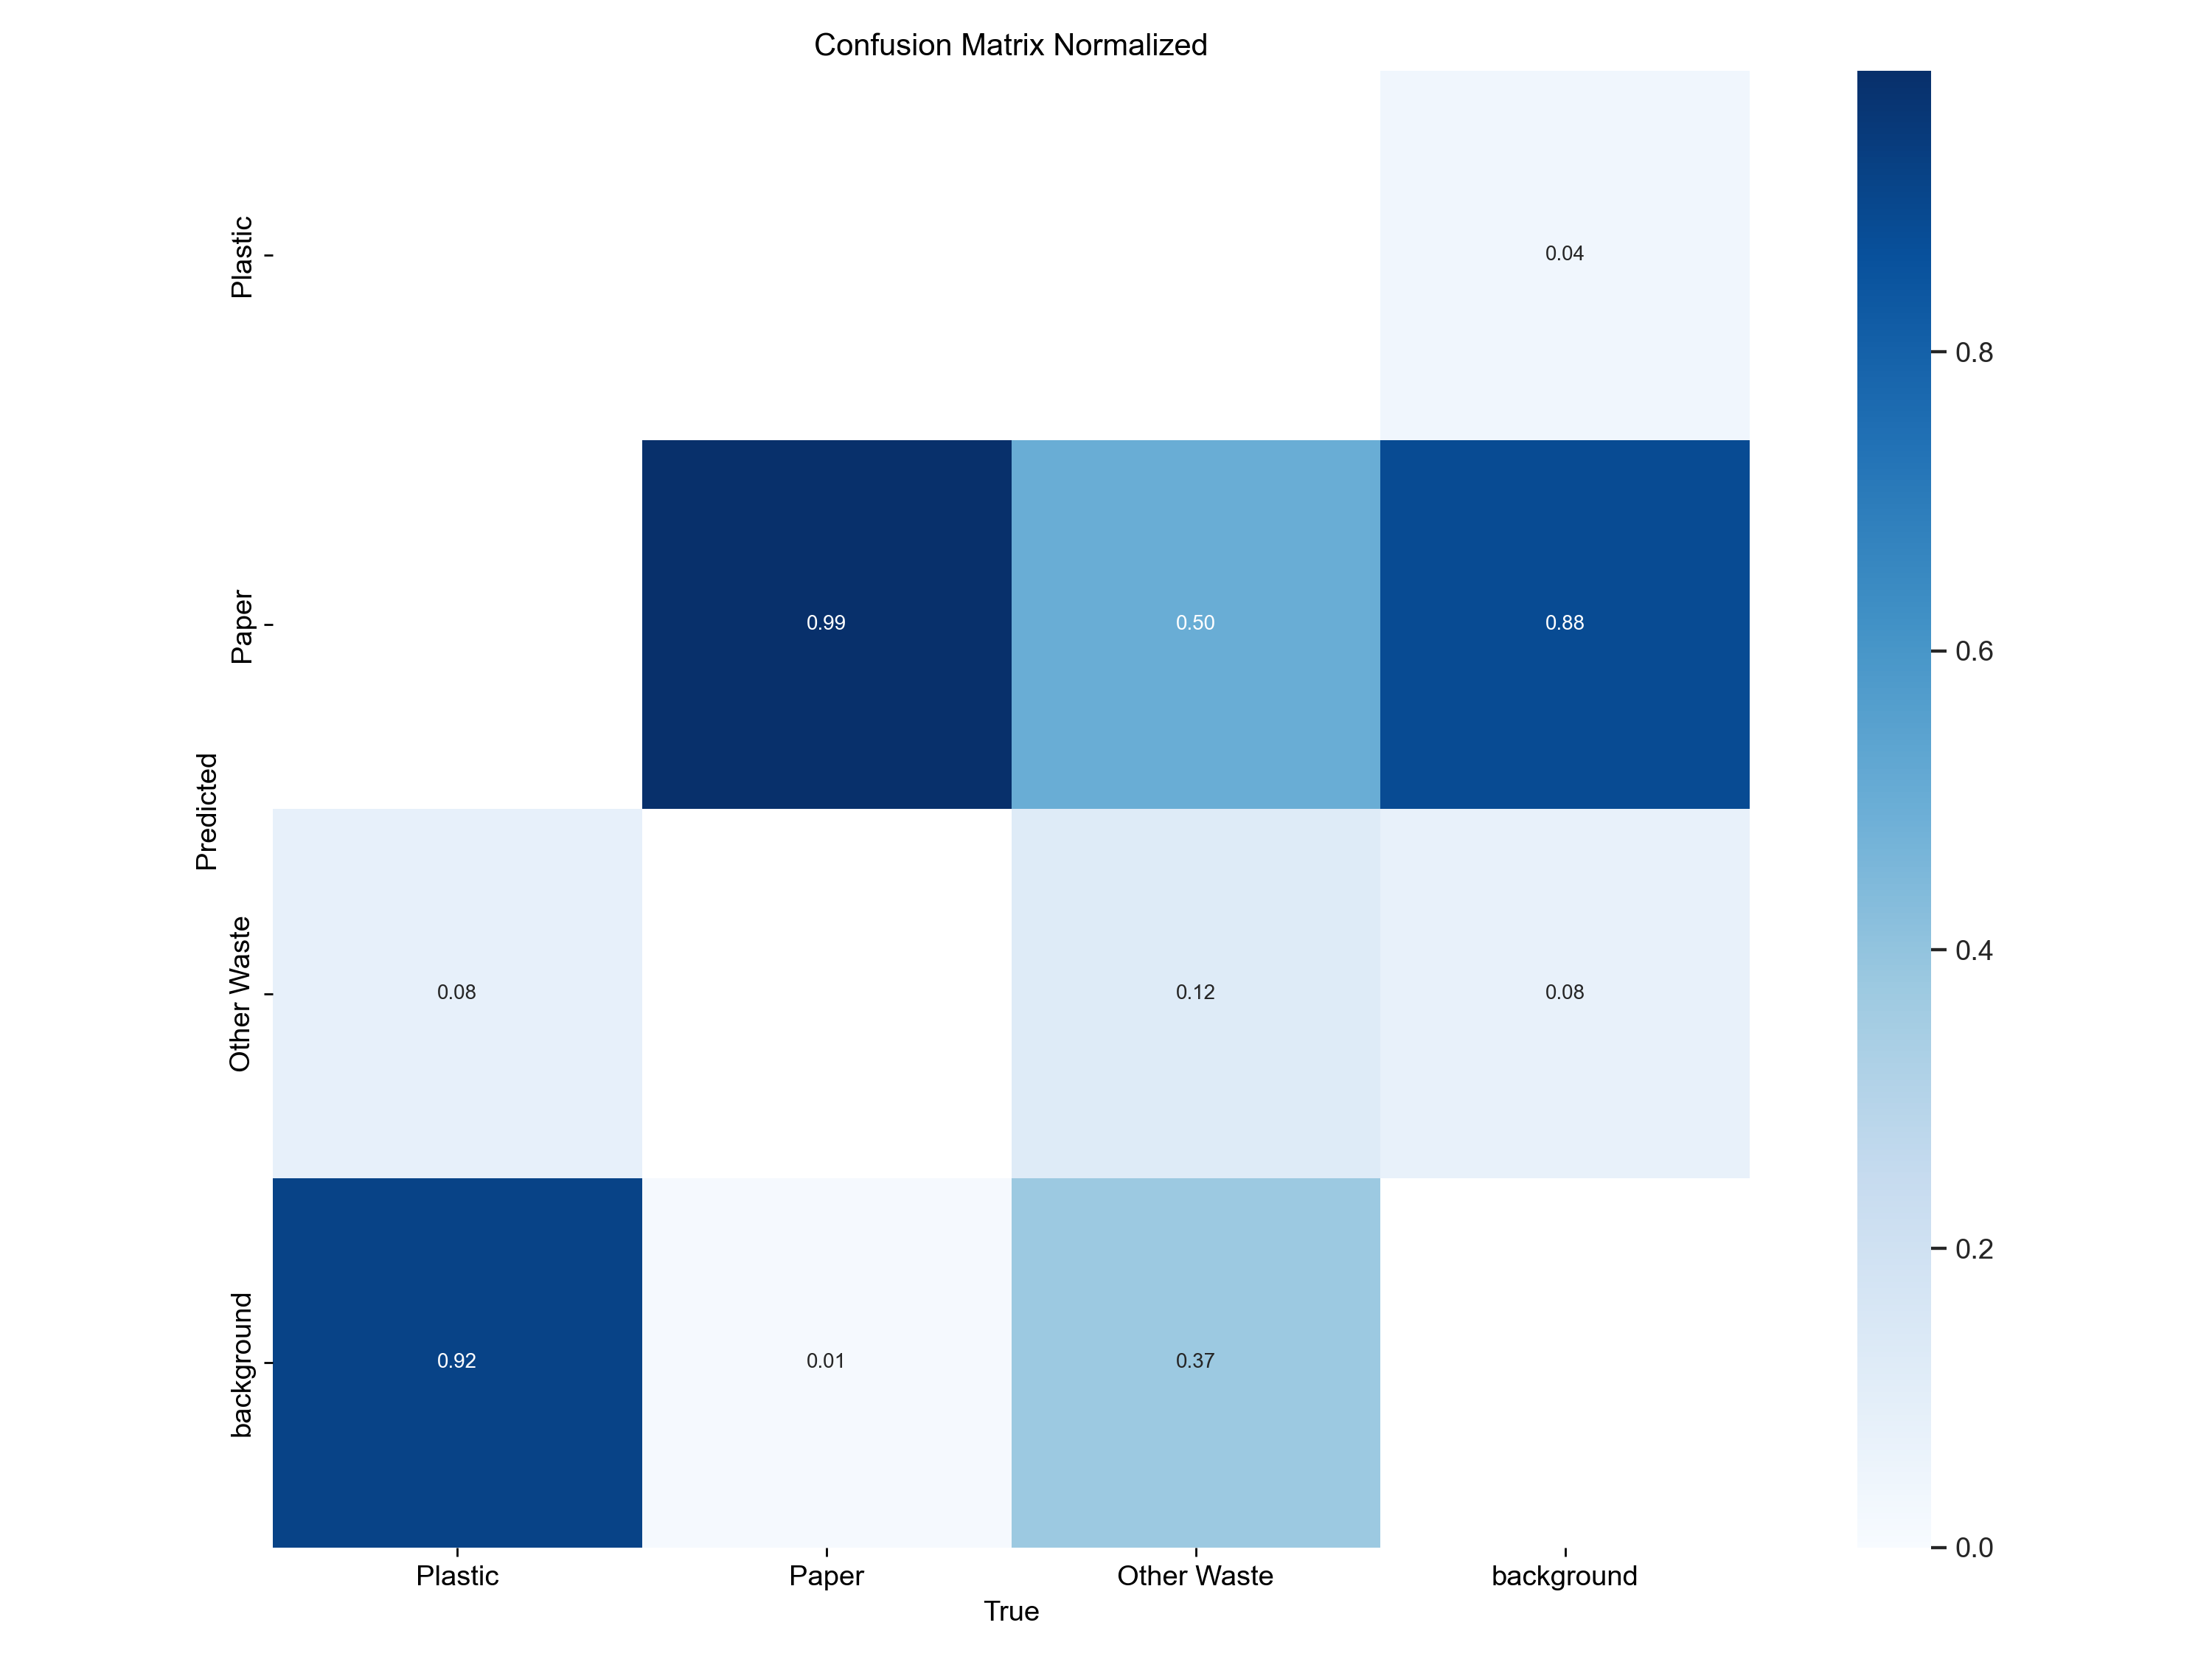 Confusion Matrix Normalized
Plastic
0.04
0.8
Paper
0.99 0.50 0.88
0.6
Predicted
Other Waste
0.08 0.12 0.08
0.4
0.2
background
0.92 0.01 0.37
0.0
Plastic Paper Other Waste background
True